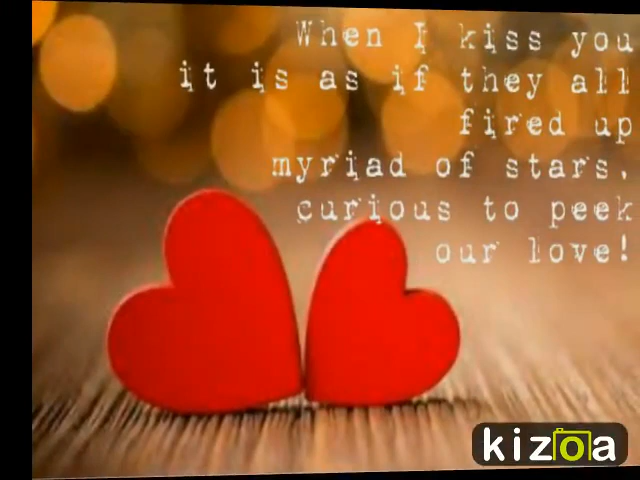 When I kiss you
it is as if they all
fired up
myriad of stars,
curious to peek
our love!
kizoa